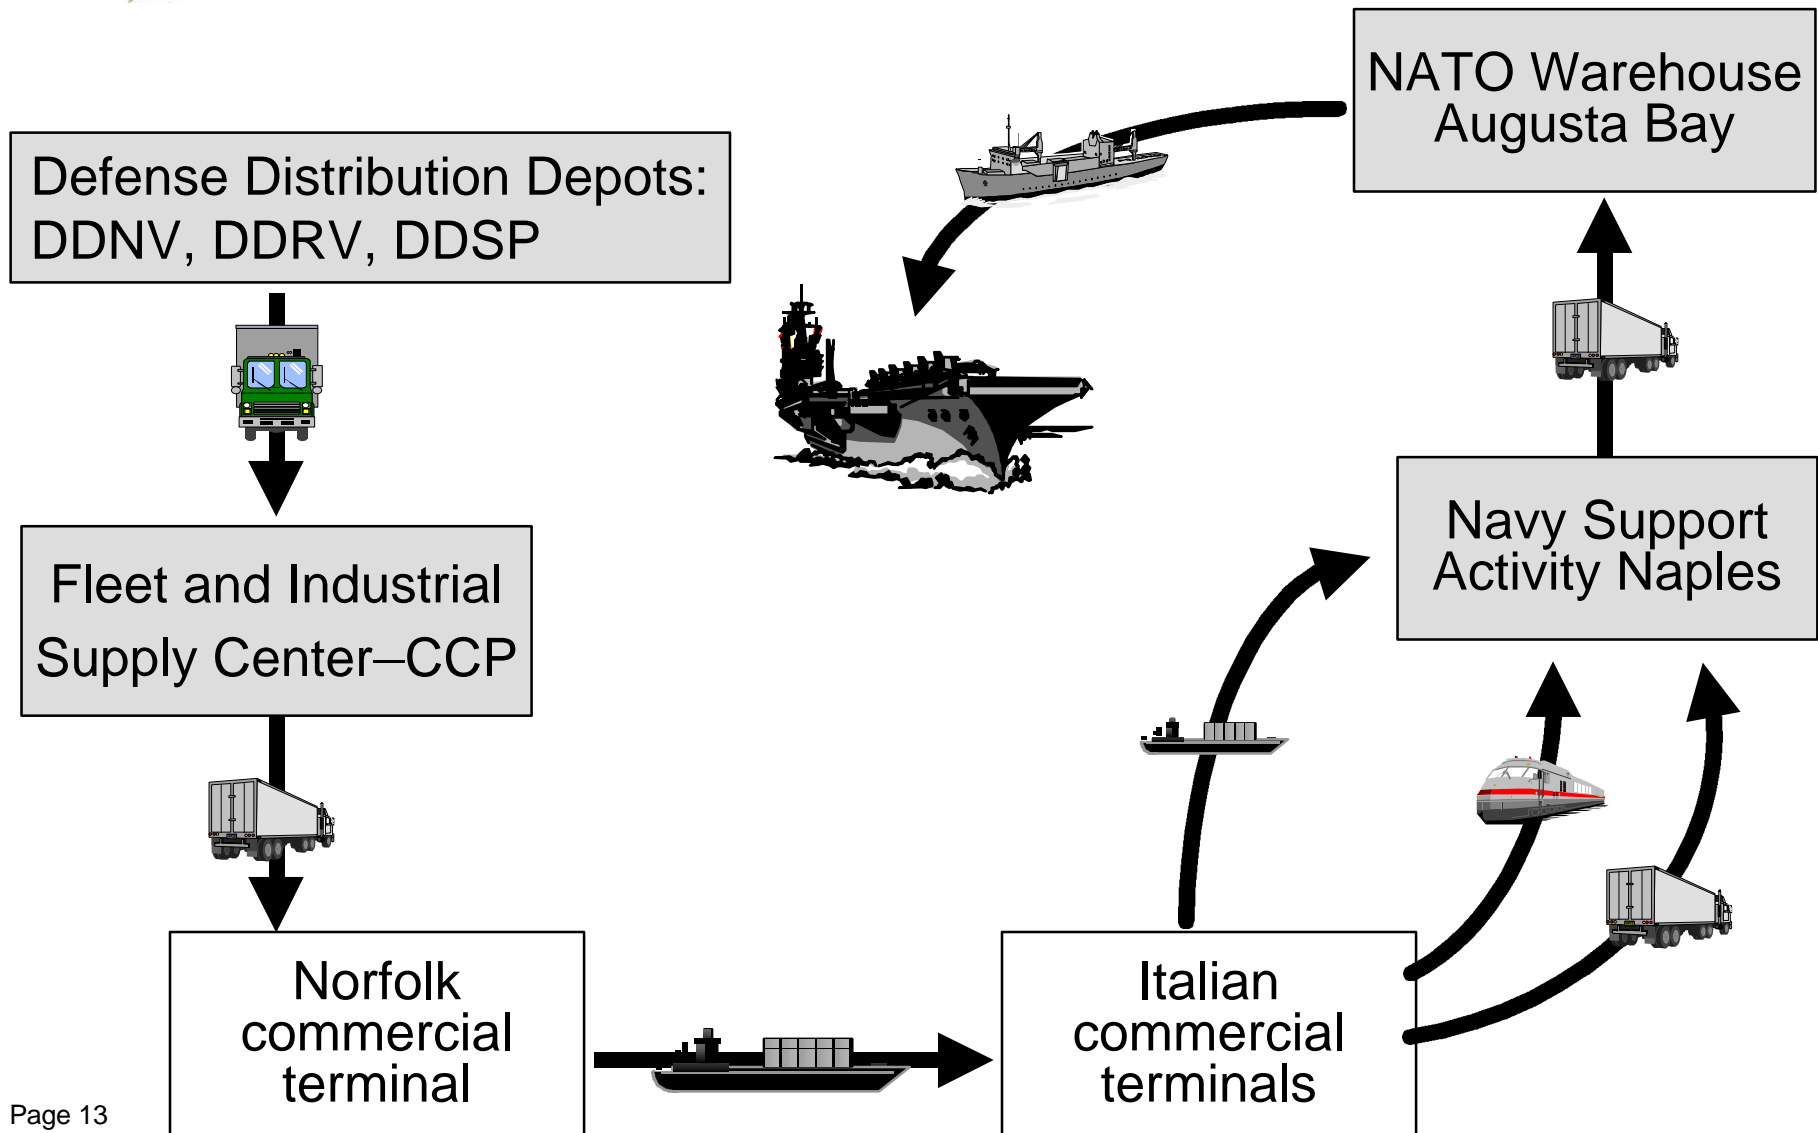 Defense Distribution Depots:
DDNV, DDRV, DDSP
Fleet and Industrial
Supply Center–CCP
Norfolk
commercial
terminal
Italian
commercial
terminals
Navy Support
Activity Naples
NATO Warehouse
Augusta Bay
Page 13